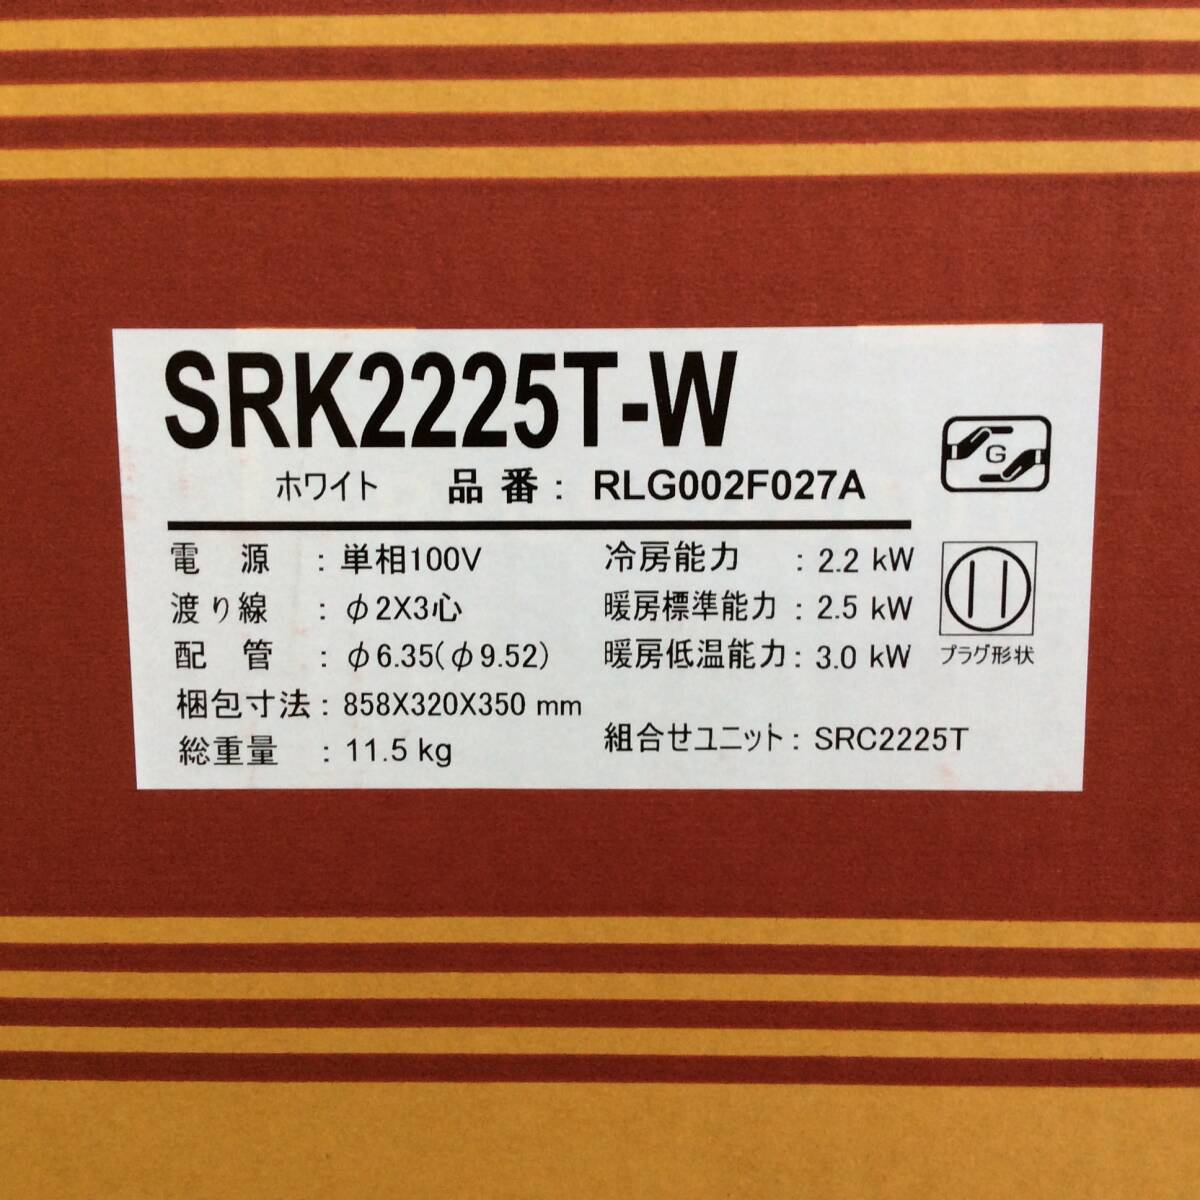 SRK2225T-W
ホワイト 品番: RLG002F027A
G
電 源 : 単相100V
渡り線 : φ2X3心
配 管 : φ6.35(φ9.52)
梱包寸法: 858X320X350 mm
総重量 : 11.5 kg
冷房能力 : 2.2 kW
暖房標準能力 : 2.5 kW
暖房低温能力: 3.0 kW
組合せユニット: SRC2225T
プラグ形状